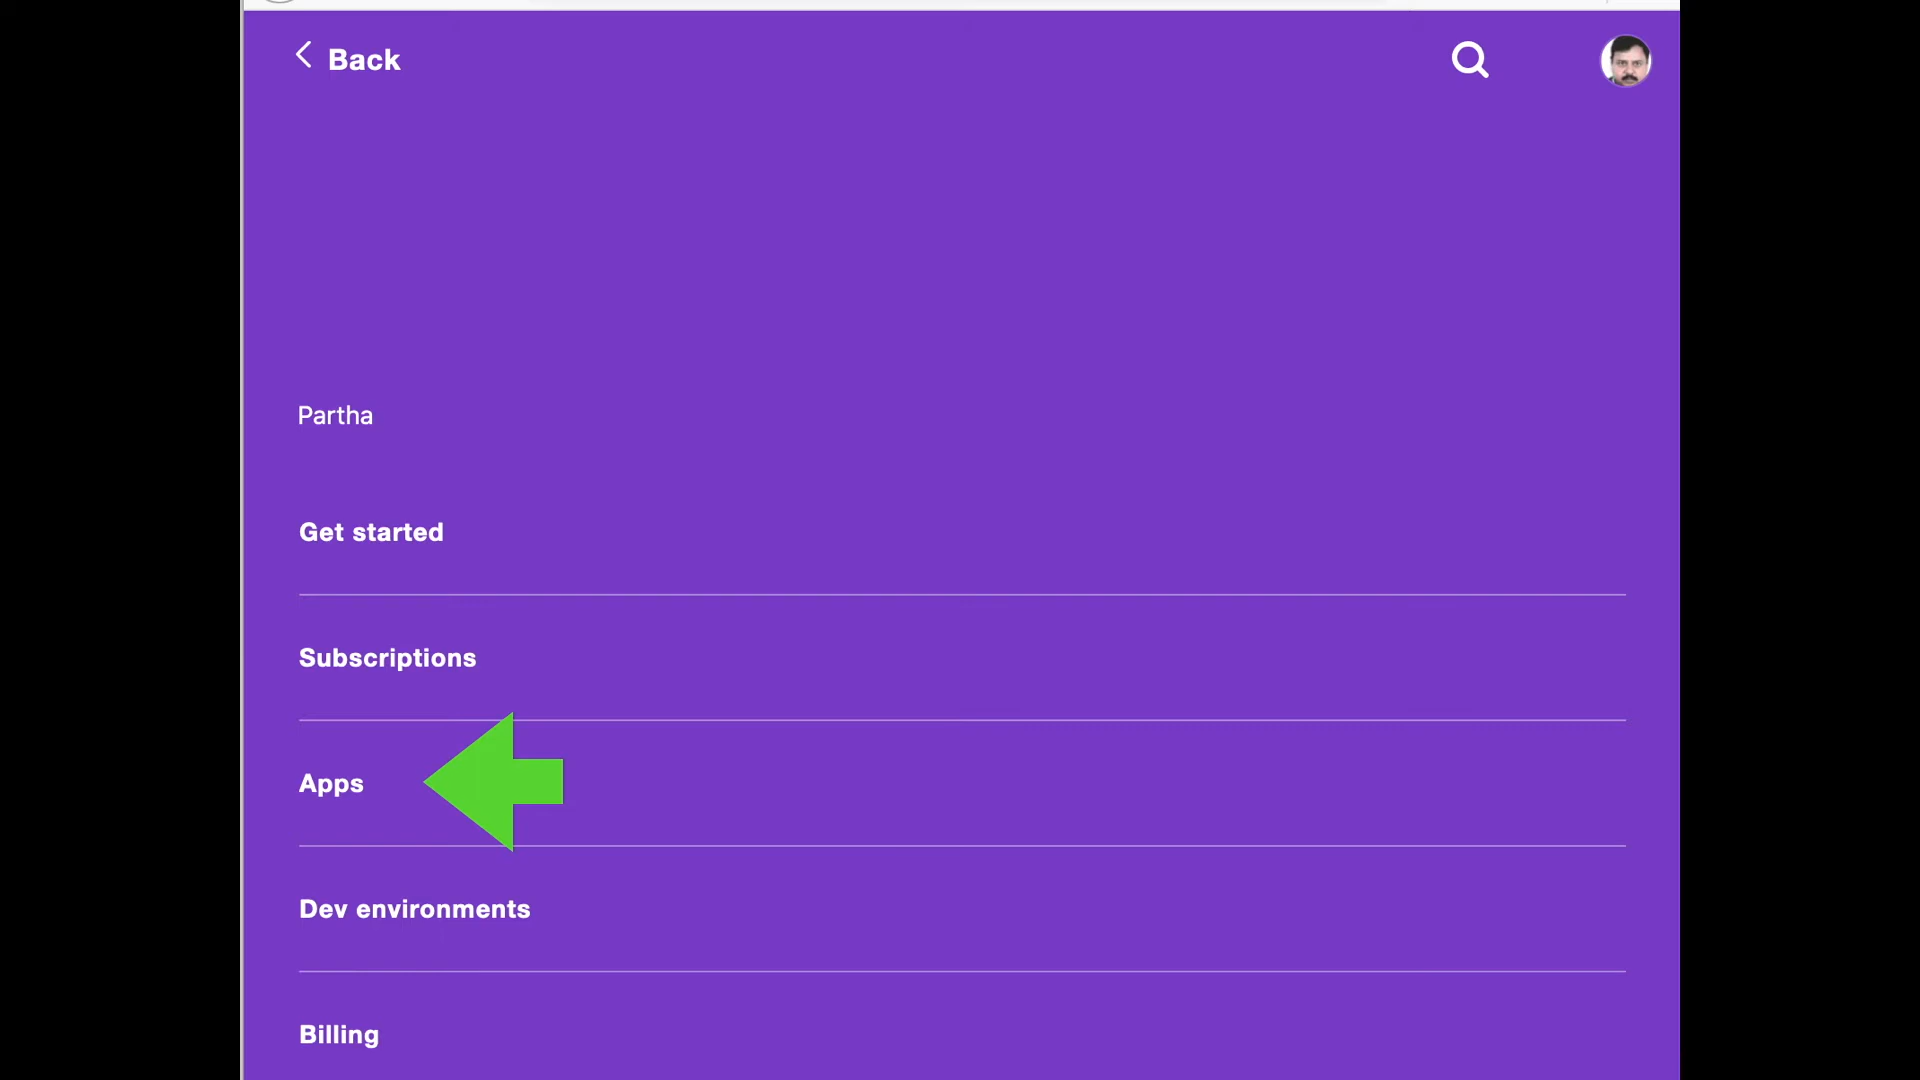 Back
Partha
Get started
Subscriptions
Apps
Dev environments
Billing